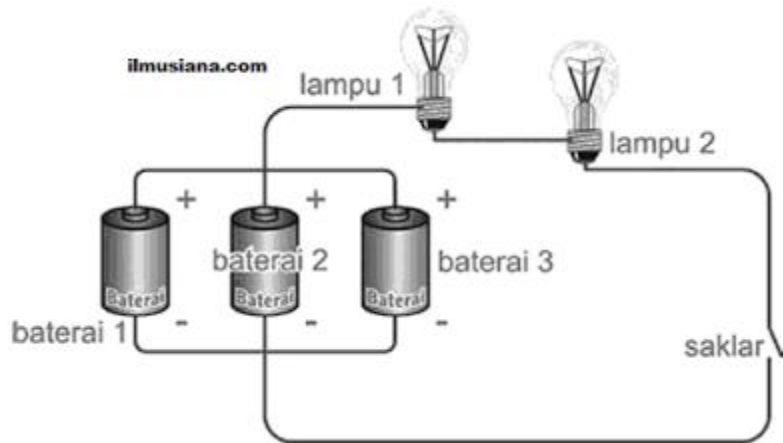 ilmusiana.com
lampu 1
lampu 2
+ + +
baterai 2
baterai 3
Baterai Baterai Baterai
- - -
baterai 1
saklar